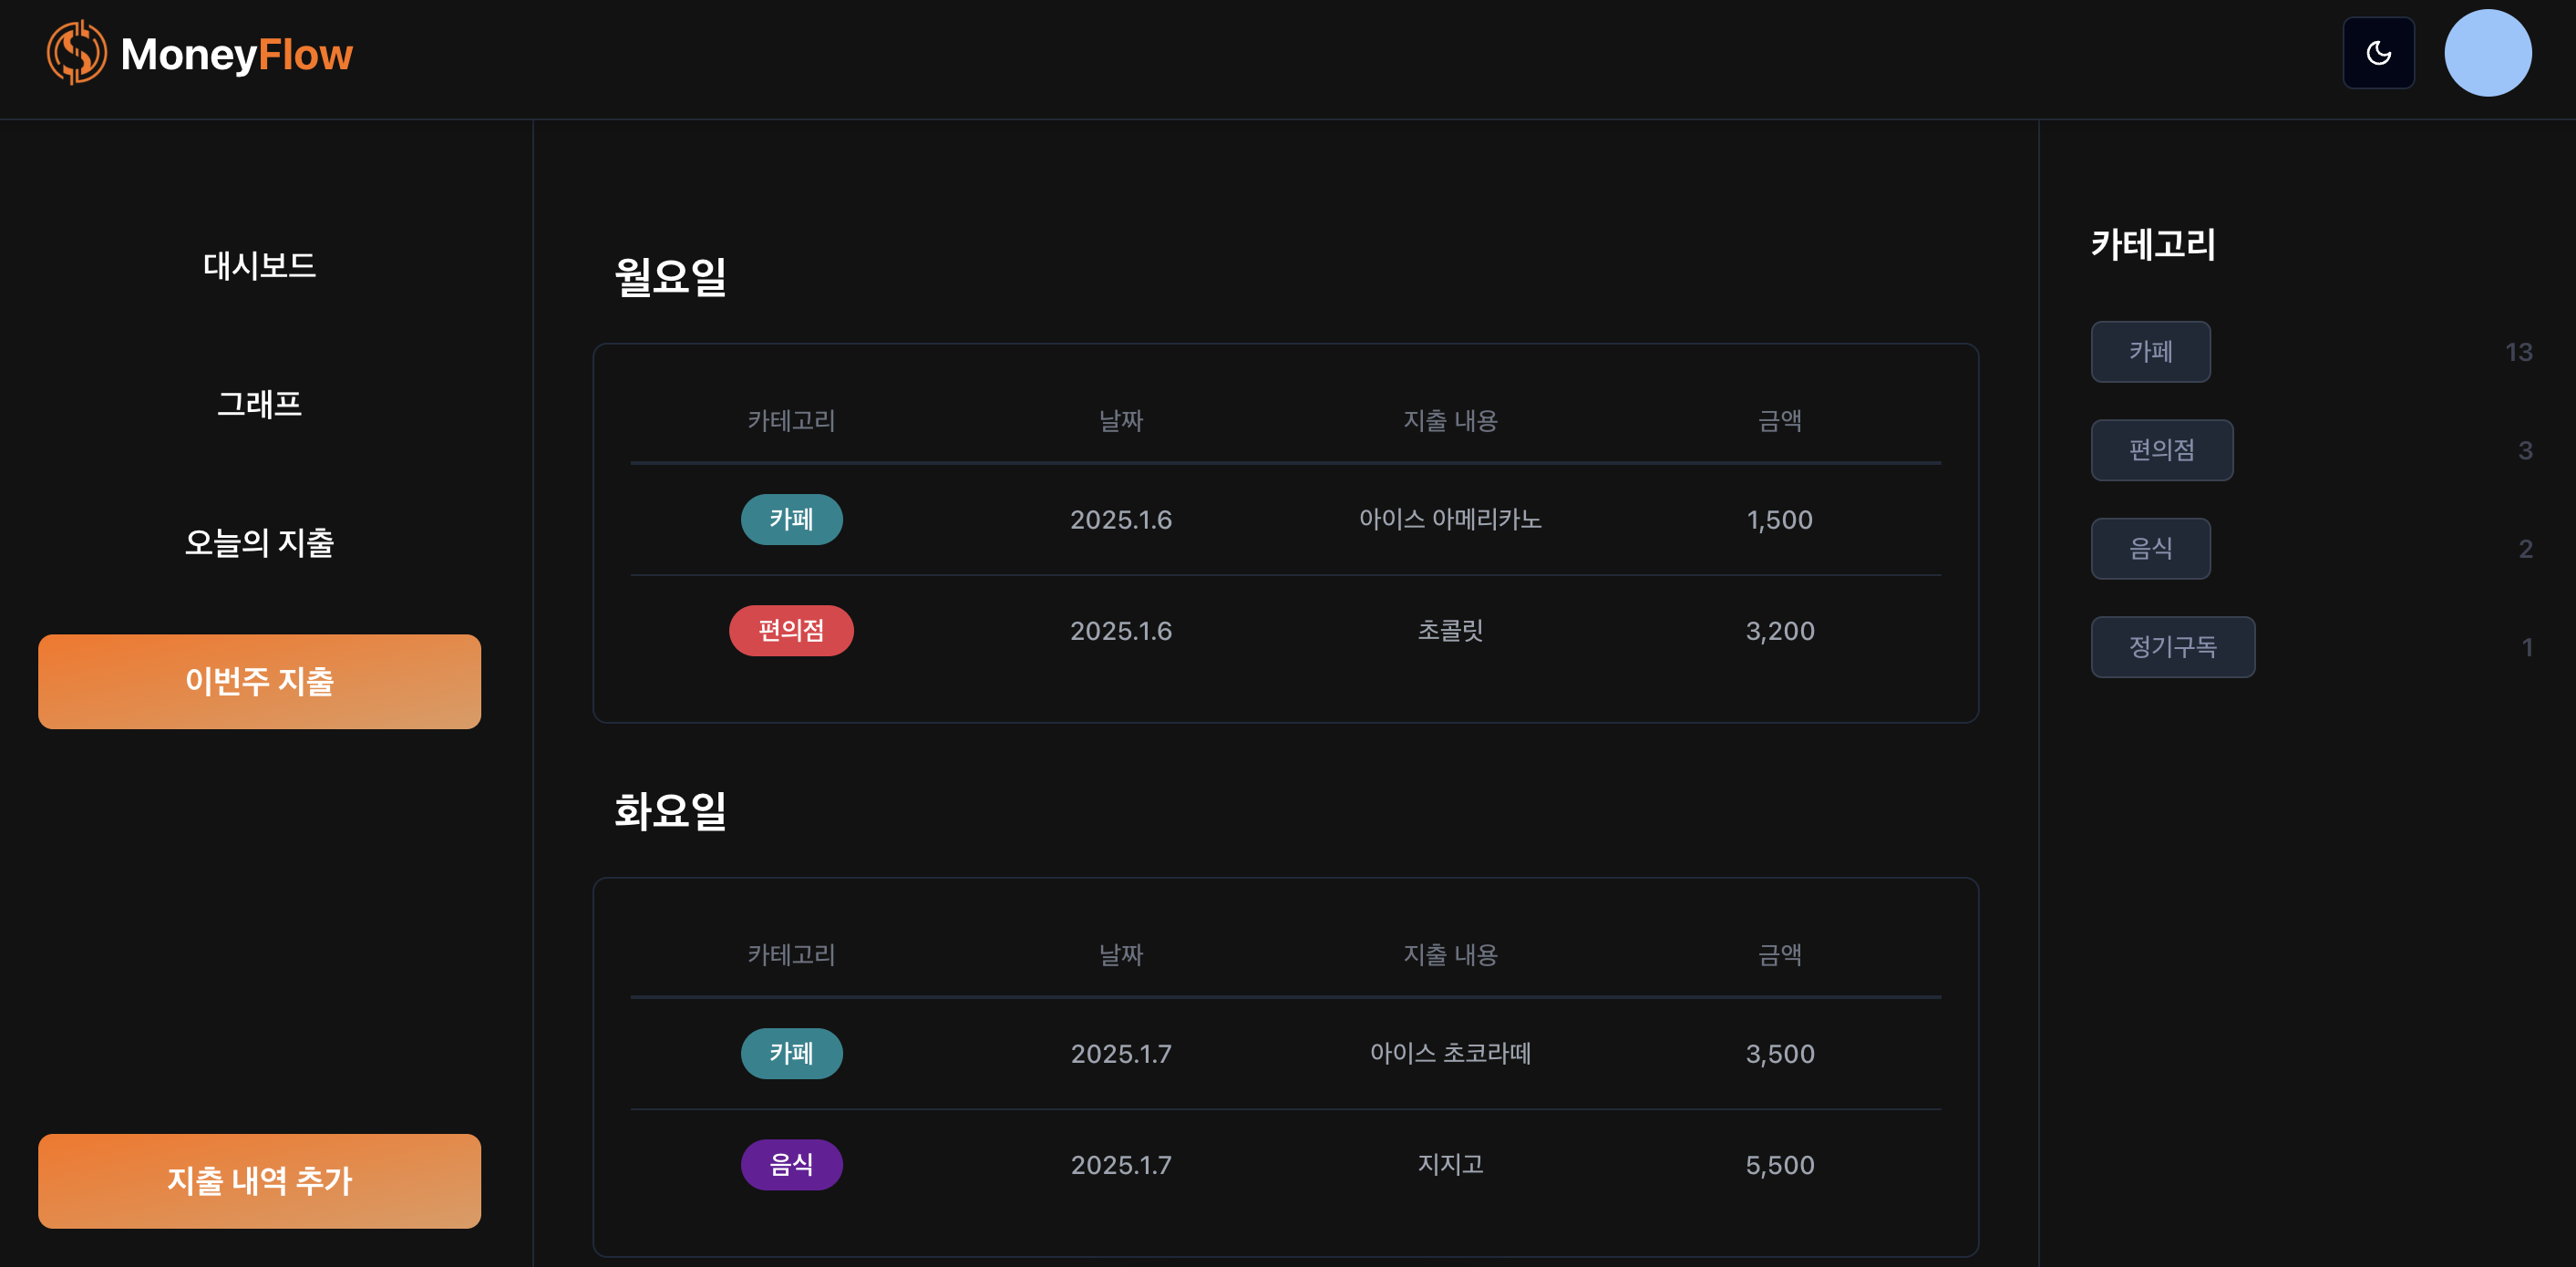 MoneyFlow
대시보드
그래프
오늘의 지출
이번주 지출
지출 내역 추가
월요일
카테고리 날짜 지출 내용 금액
카페 2025.1.6 아이스 아메리카노 1,500
편의점 2025.1.6 초콜릿 3,200
화요일
카테고리 날짜 지출 내용 금액
카페 2025.1.7 아이스 초코라떼 3,500
음식 2025.1.7 지지고 5,500
카테고리
카페 13
편의점 3
음식 2
정기구독 1